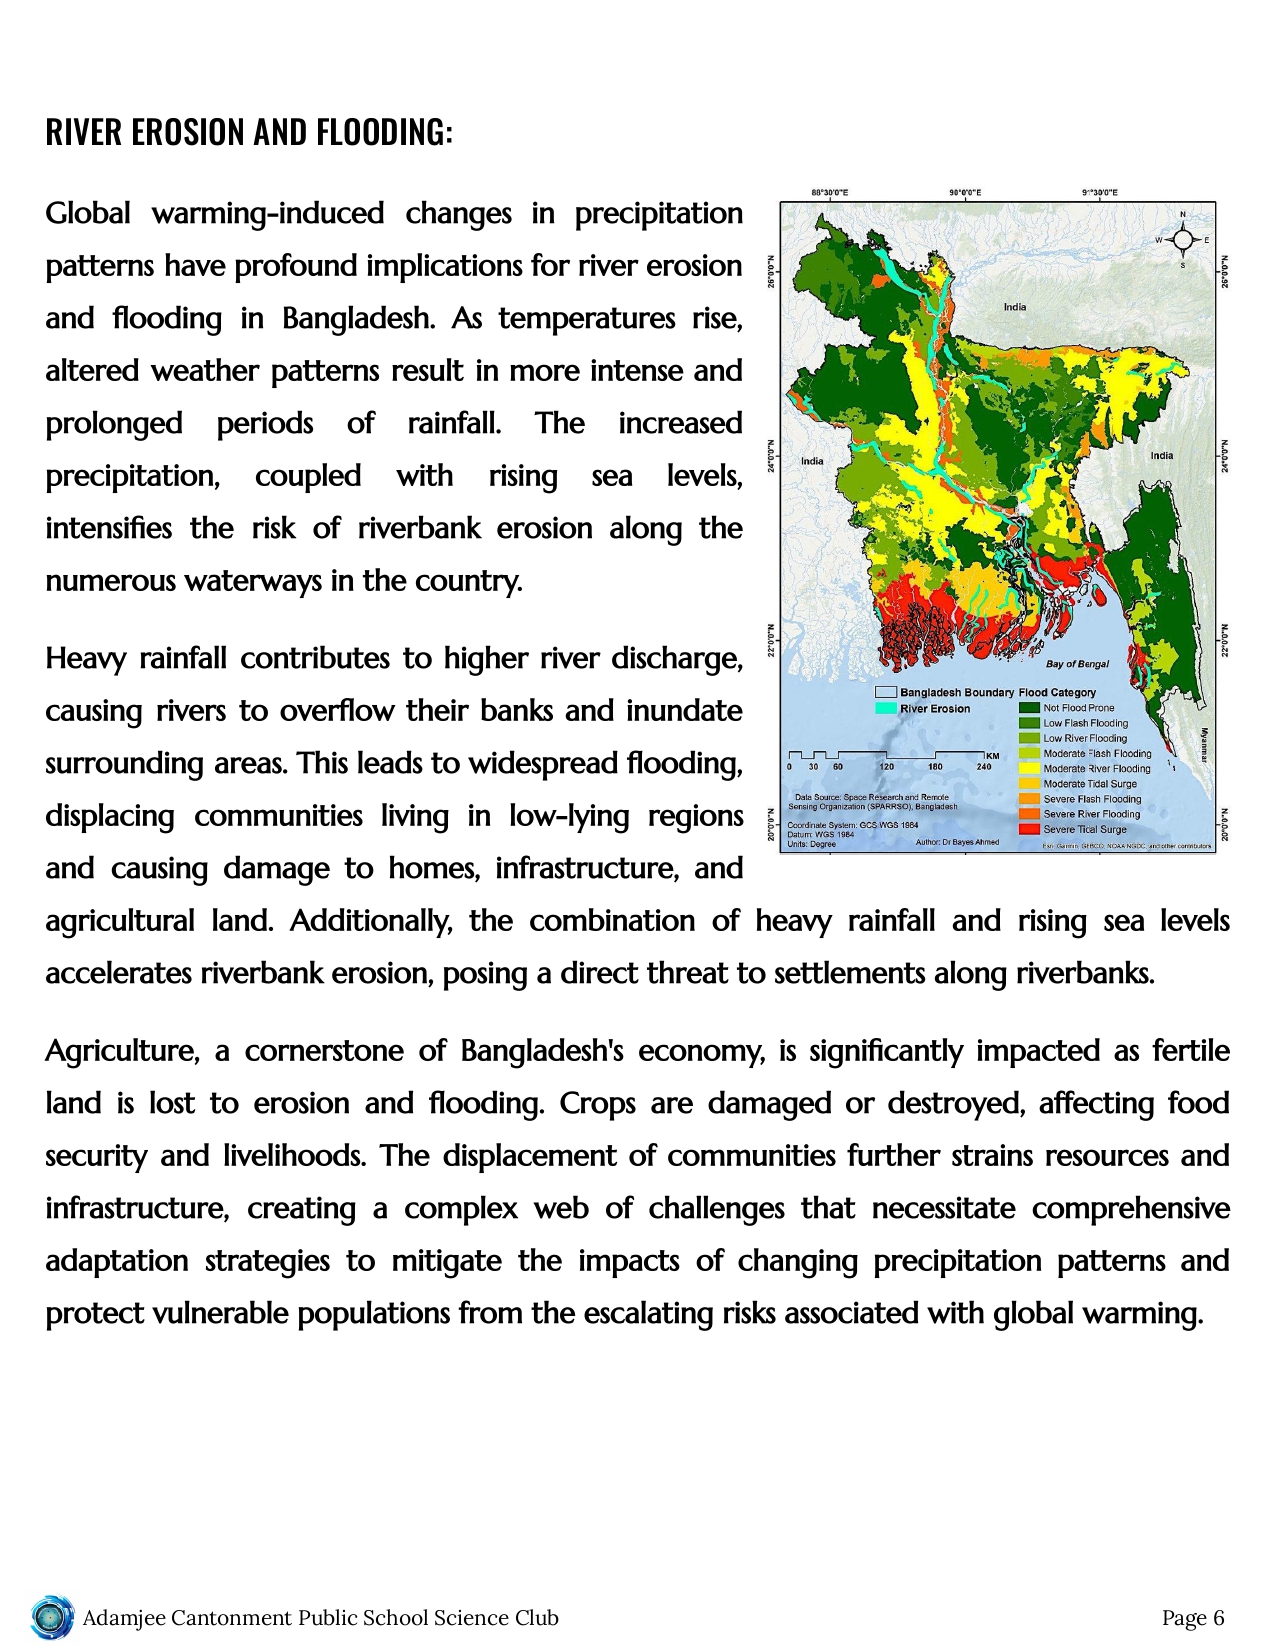 RIVER EROSION AND FLOODING:
Global warming-induced changes in precipitation
patterns have profound implications for river erosion
and flooding in Bangladesh. As temperatures rise,
altered weather patterns result in more intense and
prolonged periods of rainfall. The increased
precipitation, coupled with rising sea levels,
intensifies the risk of riverbank erosion along the
numerous waterways in the country.
Heavy rainfall contributes to higher river discharge,
causing rivers to overflow their banks and inundate
surrounding areas. This leads to widespread flooding,
displacing communities living in low-lying regions
and causing damage to homes, infrastructure, and
agricultural land. Additionally, the combination of heavy rainfall and rising sea levels
accelerates riverbank erosion, posing a direct threat to settlements along riverbanks.
88°30'0"E 90°0'0"E 91°30'0"E
N
W E
S
26°0'0"N 26°0'0"N
India
24°0'0"N 24°0'0"N
India India
22°0'0"N 22°0'0"N
Bay of Bengal
Bangladesh Boundary
River Erosion
Flood Category
Not Flood Prone
Low Flash Flooding
Low River Flooding
Moderate Flash Flooding
Moderate River Flooding
Moderate Tidal Surge
Severe Flash Flooding
Severe River Flooding
Severe Tidal Surge
Myanmar
KM
0 30 60 120 180 240
Data Source: Space Research and Remote
Sensing Organization (SPARRSO), Bangladesh
Coordinate System: GCS WGS 1984
Datum: WGS 1984
Units: Degree
Author: Dr Bayes Ahmed
Esri, Garmin, GEBCO, NOAA NGDC, and other contributors
20°0'0"N 20°0'0"N
Agriculture, a cornerstone of Bangladesh's economy, is significantly impacted as fertile
land is lost to erosion and flooding. Crops are damaged or destroyed, affecting food
security and livelihoods. The displacement of communities further strains resources and
infrastructure, creating a complex web of challenges that necessitate comprehensive
adaptation strategies to mitigate the impacts of changing precipitation patterns and
protect vulnerable populations from the escalating risks associated with global warming.
Adamjee Cantonment Public School Science Club
Page 6